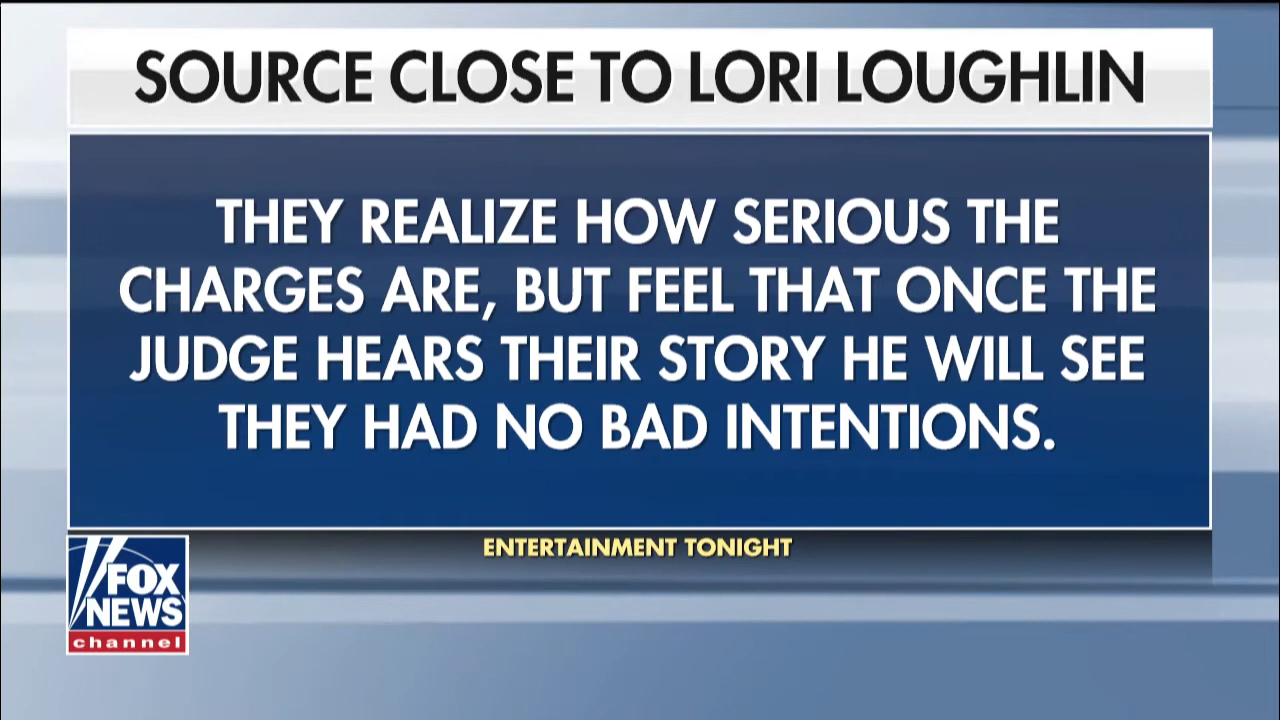 SOURCE CLOSE TO LORI LOUGHLIN
THEY REALIZE HOW SERIOUS THE
CHARGES ARE, BUT FEEL THAT ONCE THE
JUDGE HEARS THEIR STORY HE WILL SEE
THEY HAD NO BAD INTENTIONS.
ENTERTAINMENT TONIGHT
FOX
NEWS
channel